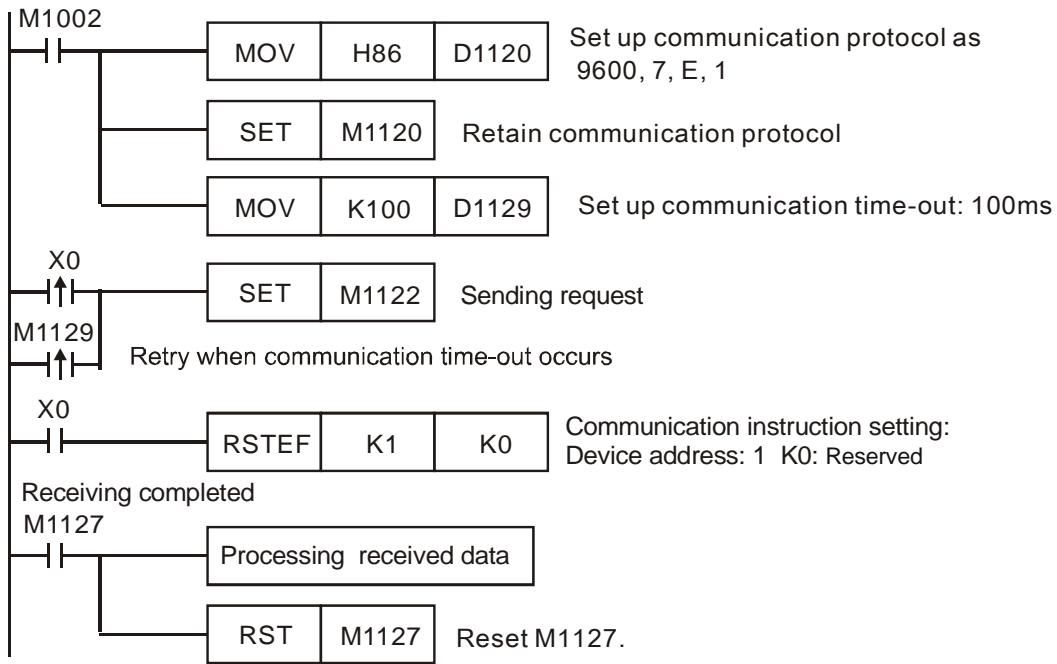 M1002
MOV H86 D1120 Set up communication protocol as
9600, 7, E, 1
SET M1120 Retain communication protocol
MOV K100 D1129 Set up communication time-out: 100ms
X0
SET M1122 Sending request
M1129
Retry when communication time-out occurs
X0
RSTEF K1 K0 Communication instruction setting:
Device address: 1 K0: Reserved
Receiving completed
M1127
Processing received data
RST M1127 Reset M1127.